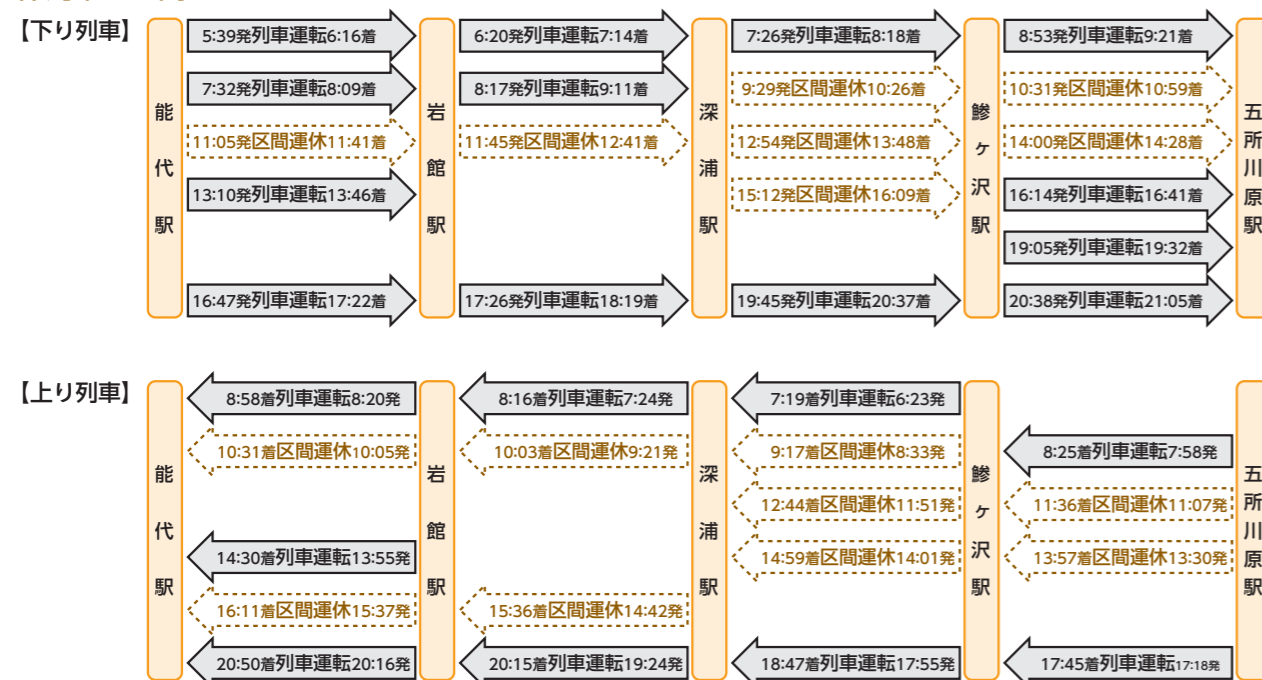 【下り列車】
能代駅
岩館駅
深浦駅
鰺ヶ沢駅
五所川原駅
5:39発列車運転6:16着
6:20発列車運転7:14着
7:26発列車運転8:18着
8:53発列車運転9:21着
7:32発列車運転8:09着
8:17発列車運転9:11着
9:29発区間運休10:26着
10:31発区間運休10:59着
11:05発区間運休11:41着
11:45発区間運休12:41着
12:54発区間運休13:48着
14:00発区間運休14:28着
13:10発列車運転13:46着
15:12発区間運休16:09着
16:14発列車運転16:41着
19:05発列車運転19:32着
16:47発列車運転17:22着
17:26発列車運転18:19着
19:45発列車運転20:37着
20:38発列車運転21:05着
【上り列車】
能代駅
岩館駅
深浦駅
鰺ヶ沢駅
五所川原駅
8:58着列車運転8:20発
8:16着列車運転7:24発
7:19着列車運転6:23発
10:31着区間運休10:05発
10:03着区間運休9:21発
9:17着区間運休8:33発
8:25着列車運転7:58発
12:44着区間運休11:51発
11:36着区間運休11:07発
14:30着列車運転13:55発
14:59着区間運休14:01発
13:57着区間運休13:30発
16:11着区間運休15:37発
15:36着区間運休14:42発
20:50着列車運転20:16発
20:15着列車運転19:24発
18:47着列車運転17:55発
17:45着列車運転17:18発